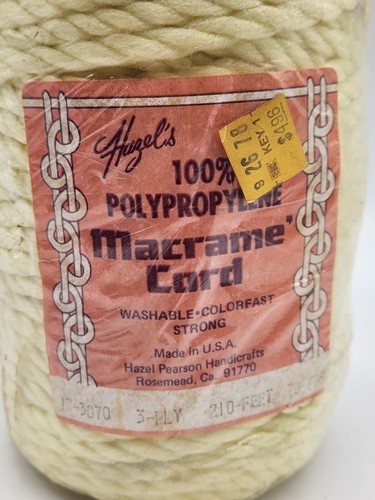 Hazel's
100%
POLYPROPYLENE
Macrame'
Cord
WASHABLE•COLORFAST
STRONG
Made in U.S.A.
Hazel Pearson Handicrafts
Rosemead, Ca. 91770
3-PLY 210-FEET
9 26 78
KEY 1
$4.96